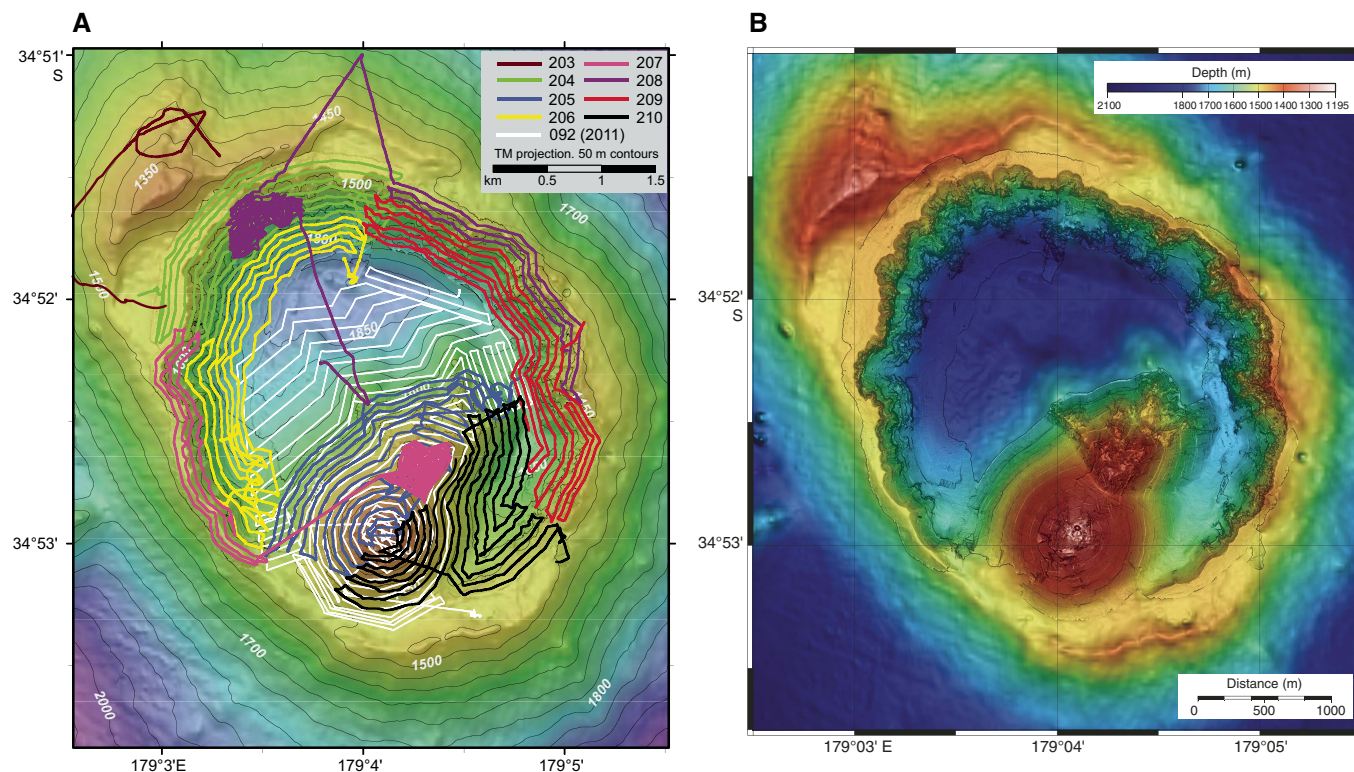 A
34°51'
S
34°52'
34°53'
203 207
204 208
205 209
206 210
092 (2011)
TM projection. 50 m contours
km 0.5 1 1.5
1450
1350
1500
1700
1500
1850
1500
1700
1800
2000
179°3'E 179°4' 179°5'
B
Depth (m)
2100 1800 1700 1600 1500 1400 1300 1195
34°52'
S
34°53'
Distance (m)
0 500 1000
179°03' E 179°04' 179°05'